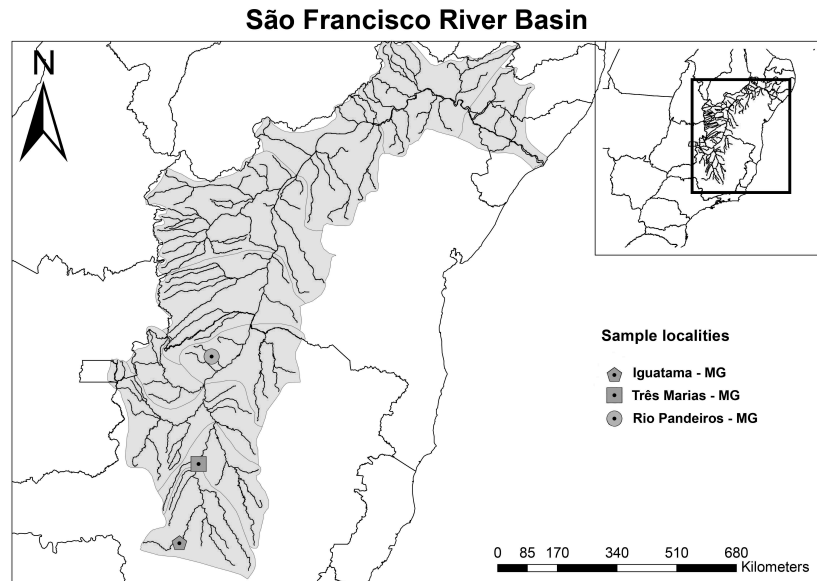 São Francisco River Basin
N
Sample localities
Iguatama - MG
Três Marias - MG
Rio Pandeiros - MG
0 85 170 340 510 680
Kilometers